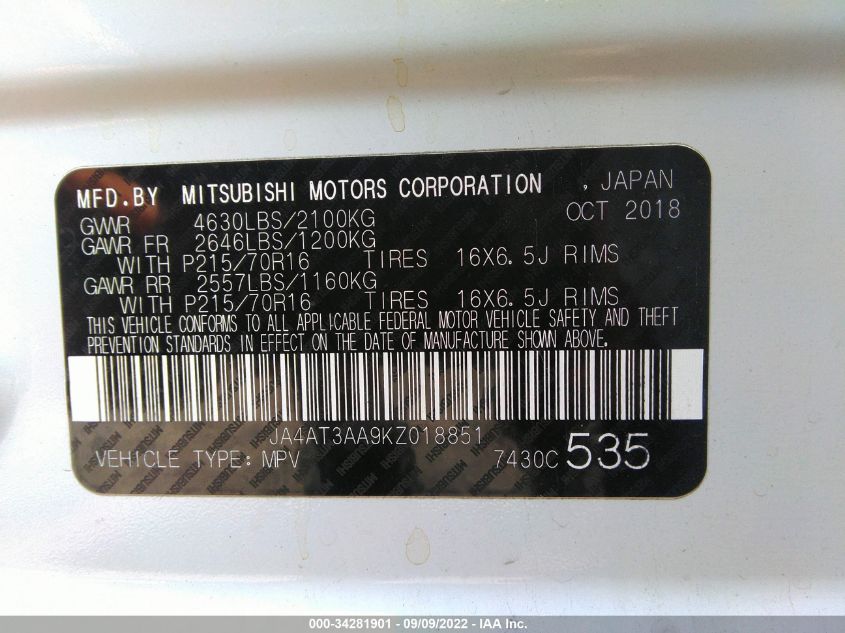 MFD.BY MITSUBISHI MOTORS CORPORATION , JAPAN
GVWR 4630LBS/2100KG OCT 2018
GAWR FR 2646LBS/1200KG
WITH P215/70R16 TIRES 16X6.5J RIMS
GAWR RR 2557LBS/1160KG
WITH P215/70R16 TIRES 16X6.5J RIMS
THIS VEHICLE CONFORMS TO ALL APPLICABLE FEDERAL MOTOR VEHICLE SAFETY AND THEFT
PREVENTION STANDARDS IN EFFECT ON THE DATE OF MANUFACTURE SHOWN ABOVE.
JA4AT3AA9KZ018851
VEHICLE TYPE:MPV 7430C 535
000-34281901 - 09/09/2022 - IAA Inc.